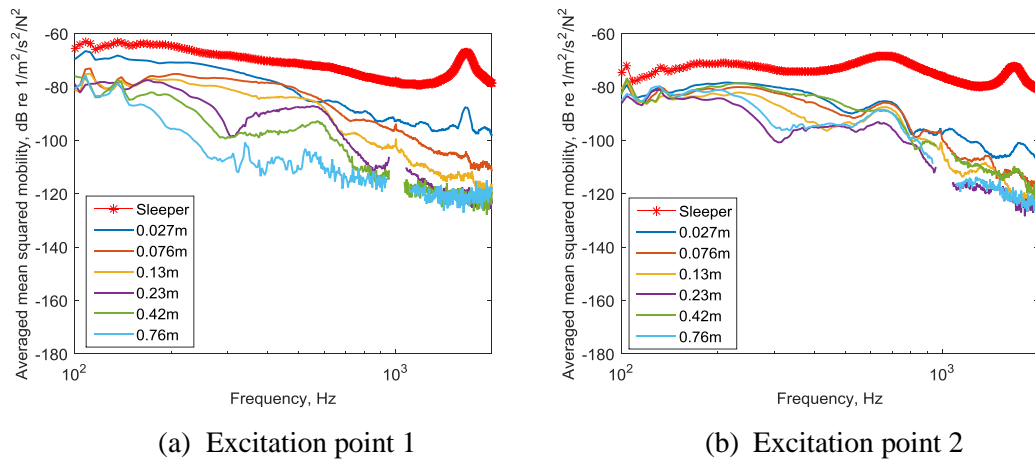 Averaged mean squared mobility, dB re 1/m²/s²/N²
-60
-80
-100
-120
-140
-160
-180
10²
10³
Frequency, Hz
Sleeper
0.027m
0.076m
0.13m
0.23m
0.42m
0.76m
(a) Excitation point 1
Averaged mean squared mobility, dB re 1/m²/s²/N²
-60
-80
-100
-120
-140
-160
-180
10²
10³
Frequency, Hz
Sleeper
0.027m
0.076m
0.13m
0.23m
0.42m
0.76m
(b) Excitation point 2